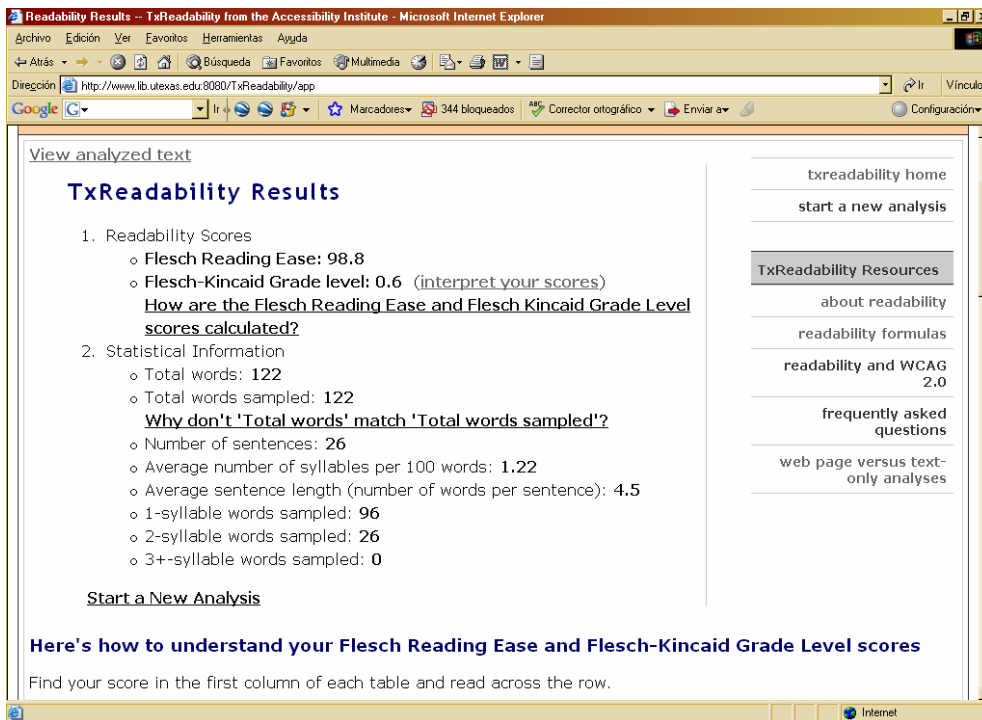 Readability Results -- TxReadability from the Accessibility Institute - Microsoft Internet Explorer
Archivo Edición Ver Favoritos Herramientas Ayuda
Atrás Búsqueda Favoritos Multimedia
Dirección http://www.lib.utexas.edu:8080/TxReadability/app Ir Vínculo
Google G Ir Marcadores 344 bloqueados ABC Corrector ortográfico Enviar a Configuración
View analyzed text
TxReadability Results
1. Readability Scores
Flesch Reading Ease: 98.8
Flesch-Kincaid Grade level: 0.6 (interpret your scores)
How are the Flesch Reading Ease and Flesch Kincaid Grade Level
scores calculated?
2. Statistical Information
Total words: 122
Total words sampled: 122
Why don't 'Total words' match 'Total words sampled'?
Number of sentences: 26
Average number of syllables per 100 words: 1.22
Average sentence length (number of words per sentence): 4.5
1-syllable words sampled: 96
2-syllable words sampled: 26
3+-syllable words sampled: 0
Start a New Analysis
txreadability home
start a new analysis
TxReadability Resources
about readability
readability formulas
readability and WCAG
2.0
frequently asked
questions
web page versus text-
only analyses
Here's how to understand your Flesch Reading Ease and Flesch-Kincaid Grade Level scores
Find your score in the first column of each table and read across the row.
Internet